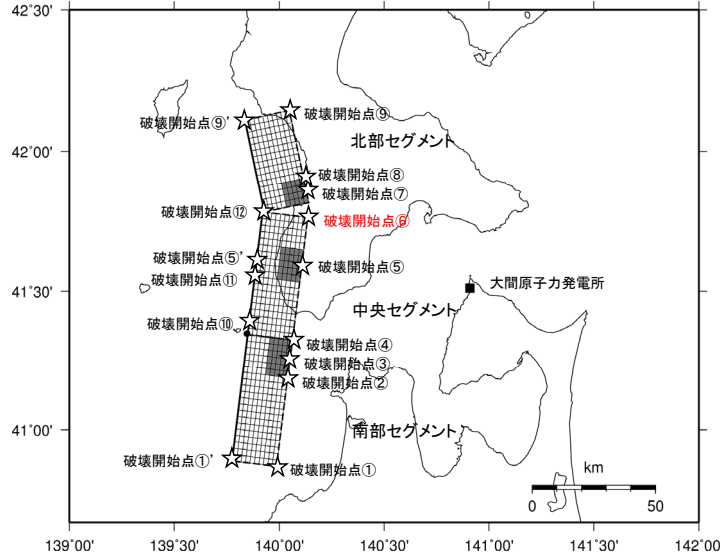 42°30'
破壊開始点⑨
破壊開始点⑨'
北部セグメント
42°00'
破壊開始点⑧
破壊開始点⑦
破壊開始点⑫
破壊開始点⑥
破壊開始点⑤'
破壊開始点⑤
破壊開始点⑪
大間原子力発電所
41°30'
中央セグメント
破壊開始点⑩
破壊開始点④
破壊開始点③
破壊開始点②
41°00'
南部セグメント
破壊開始点①'
破壊開始点①
km
0
50
139°00'
139°30'
140°00'
140°30'
141°00'
141°30'
142°00'